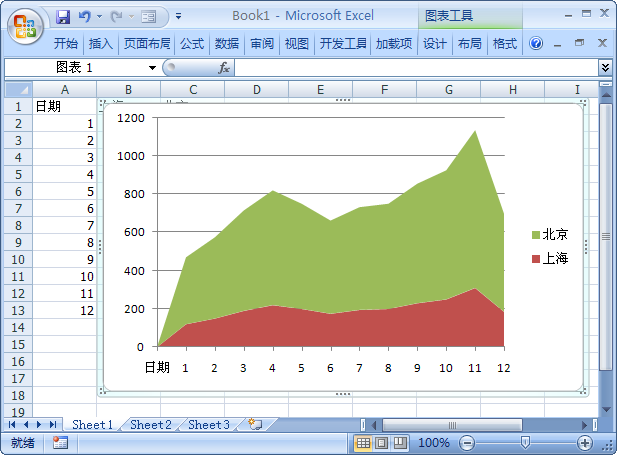 Book1 - Microsoft Excel 图表工具
开始 插入 页面布局 公式 数据 审阅 视图 开发工具 加载项 设计 布局 格式
图表 1 fx
A B C D E F G H I
1 日期
2 1
3 2
4 3
5 4
6 5
7 6
8 7
9 8
10 9
11 10
12 11
13 12
14
15
16
17
18
19
1200
1000
800
600
400
200
0
日期 1 2 3 4 5 6 7 8 9 10 11 12
北京
上海
Sheet1 Sheet2 Sheet3
就绪 100%